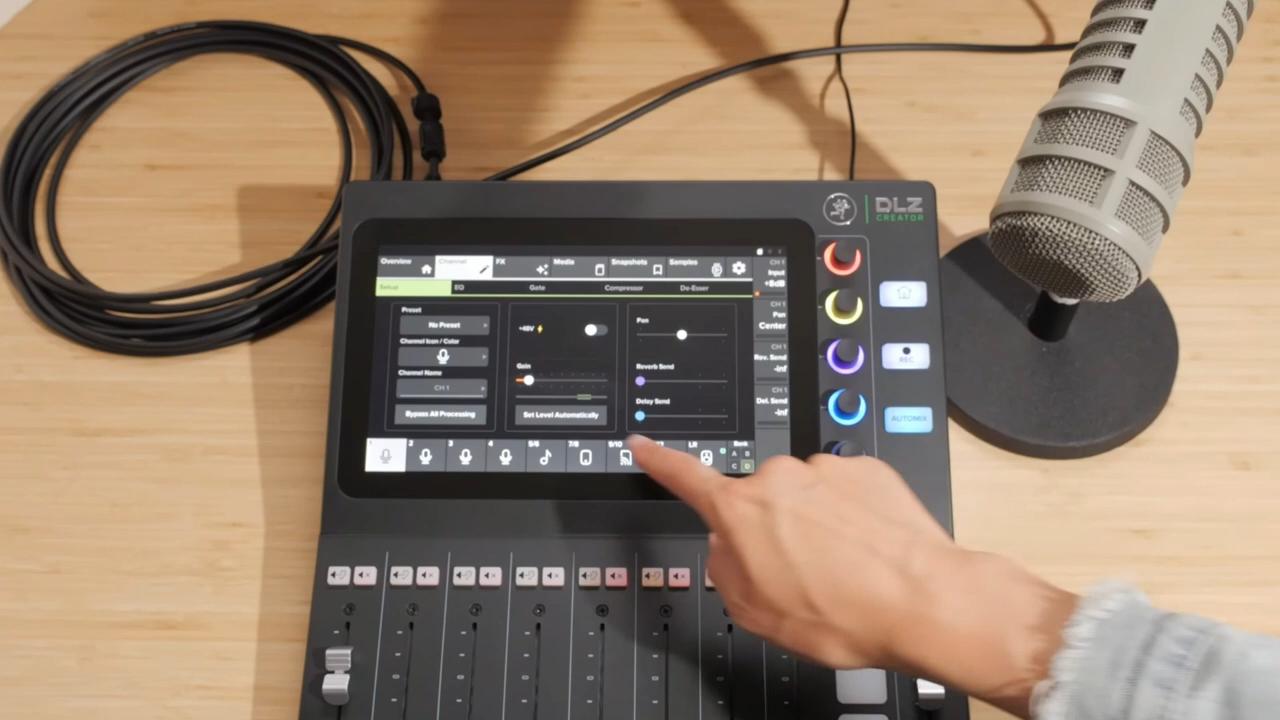 DLZ
CREATOR
Overview
Channel
FX
Media
Snapshots
Samples
Setup
EQ
Gate
Compressor
De-Esser
Preset
No Preset
Channel Icon / Color
Channel Name
CH 1
Bypass All Processing
+48V
Gain
Set Level Automatically
Pan
Reverb Send
Delay Send
CH 1
Input
+8dB
CH 1
Pan
Center
CH 1
Rev. Send
-inf
CH 1
Del. Send
-inf
1
2
3
4
5/6
7/8
9/10
LR
Bank
A B
C D
REC
AUTOMIX